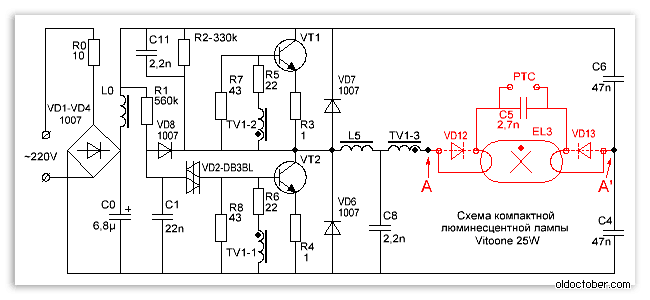 R0
10
C11
2,2n
R2-330k
VT1
VD1-VD4
1007
L0
R1
560k
R7
43
R5
22
TV1-2
R3
1
VD7
1007
PTC
C5
2,7n
C6
47n
VD8
1007
L5
TV1-3
VD12
EL3
VD13
~220V
VD2-DB3BL
VT2
A
A'
C0
6,8µ
+
C1
22n
R8
43
R6
22
TV1-1
R4
1
VD6
1007
C8
2,2n
Схема компактной
люминесцентной лампы
Vitoone 25W
C4
47n
oldoctober.com